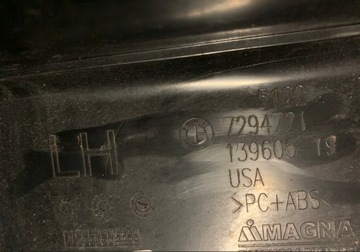 LH
7294721
139605-19
USA
>PC+ABS<
MAGNA